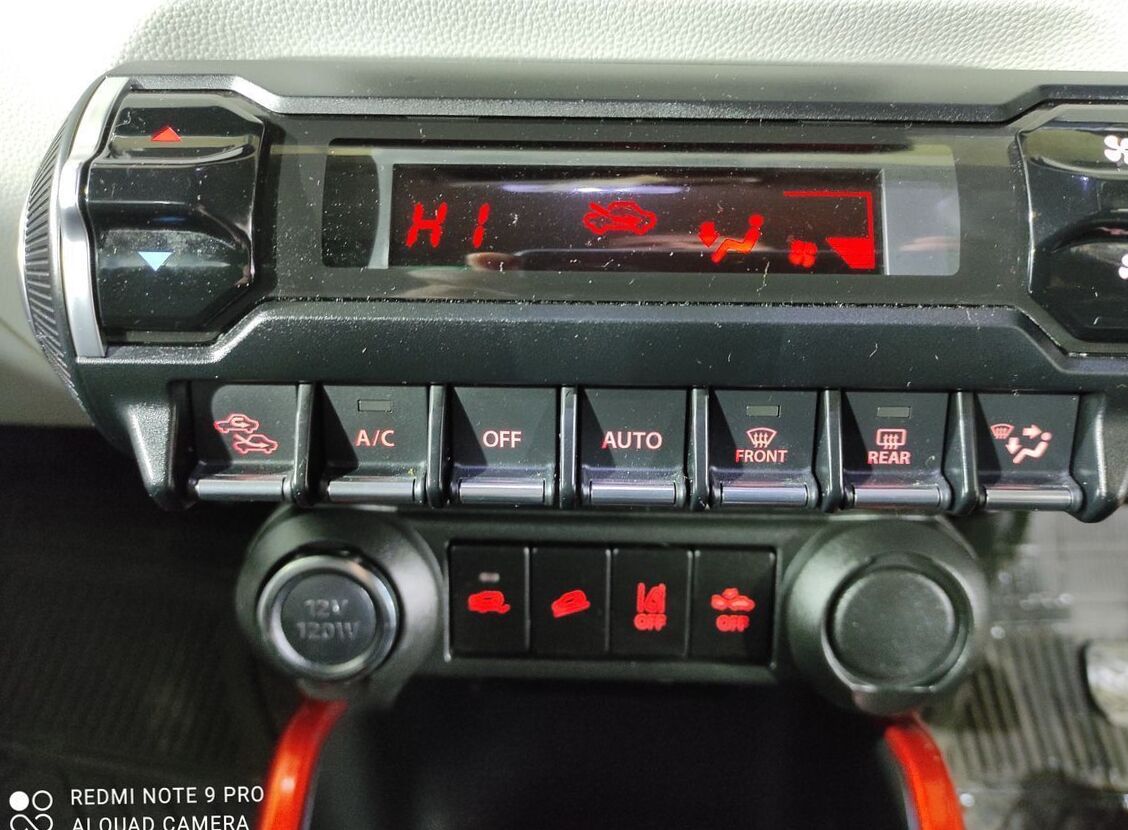 HI
A/C
OFF
AUTO
FRONT
REAR
12V
120W
OFF
OFF
REDMI NOTE 9 PRO
AI QUAD CAMERA